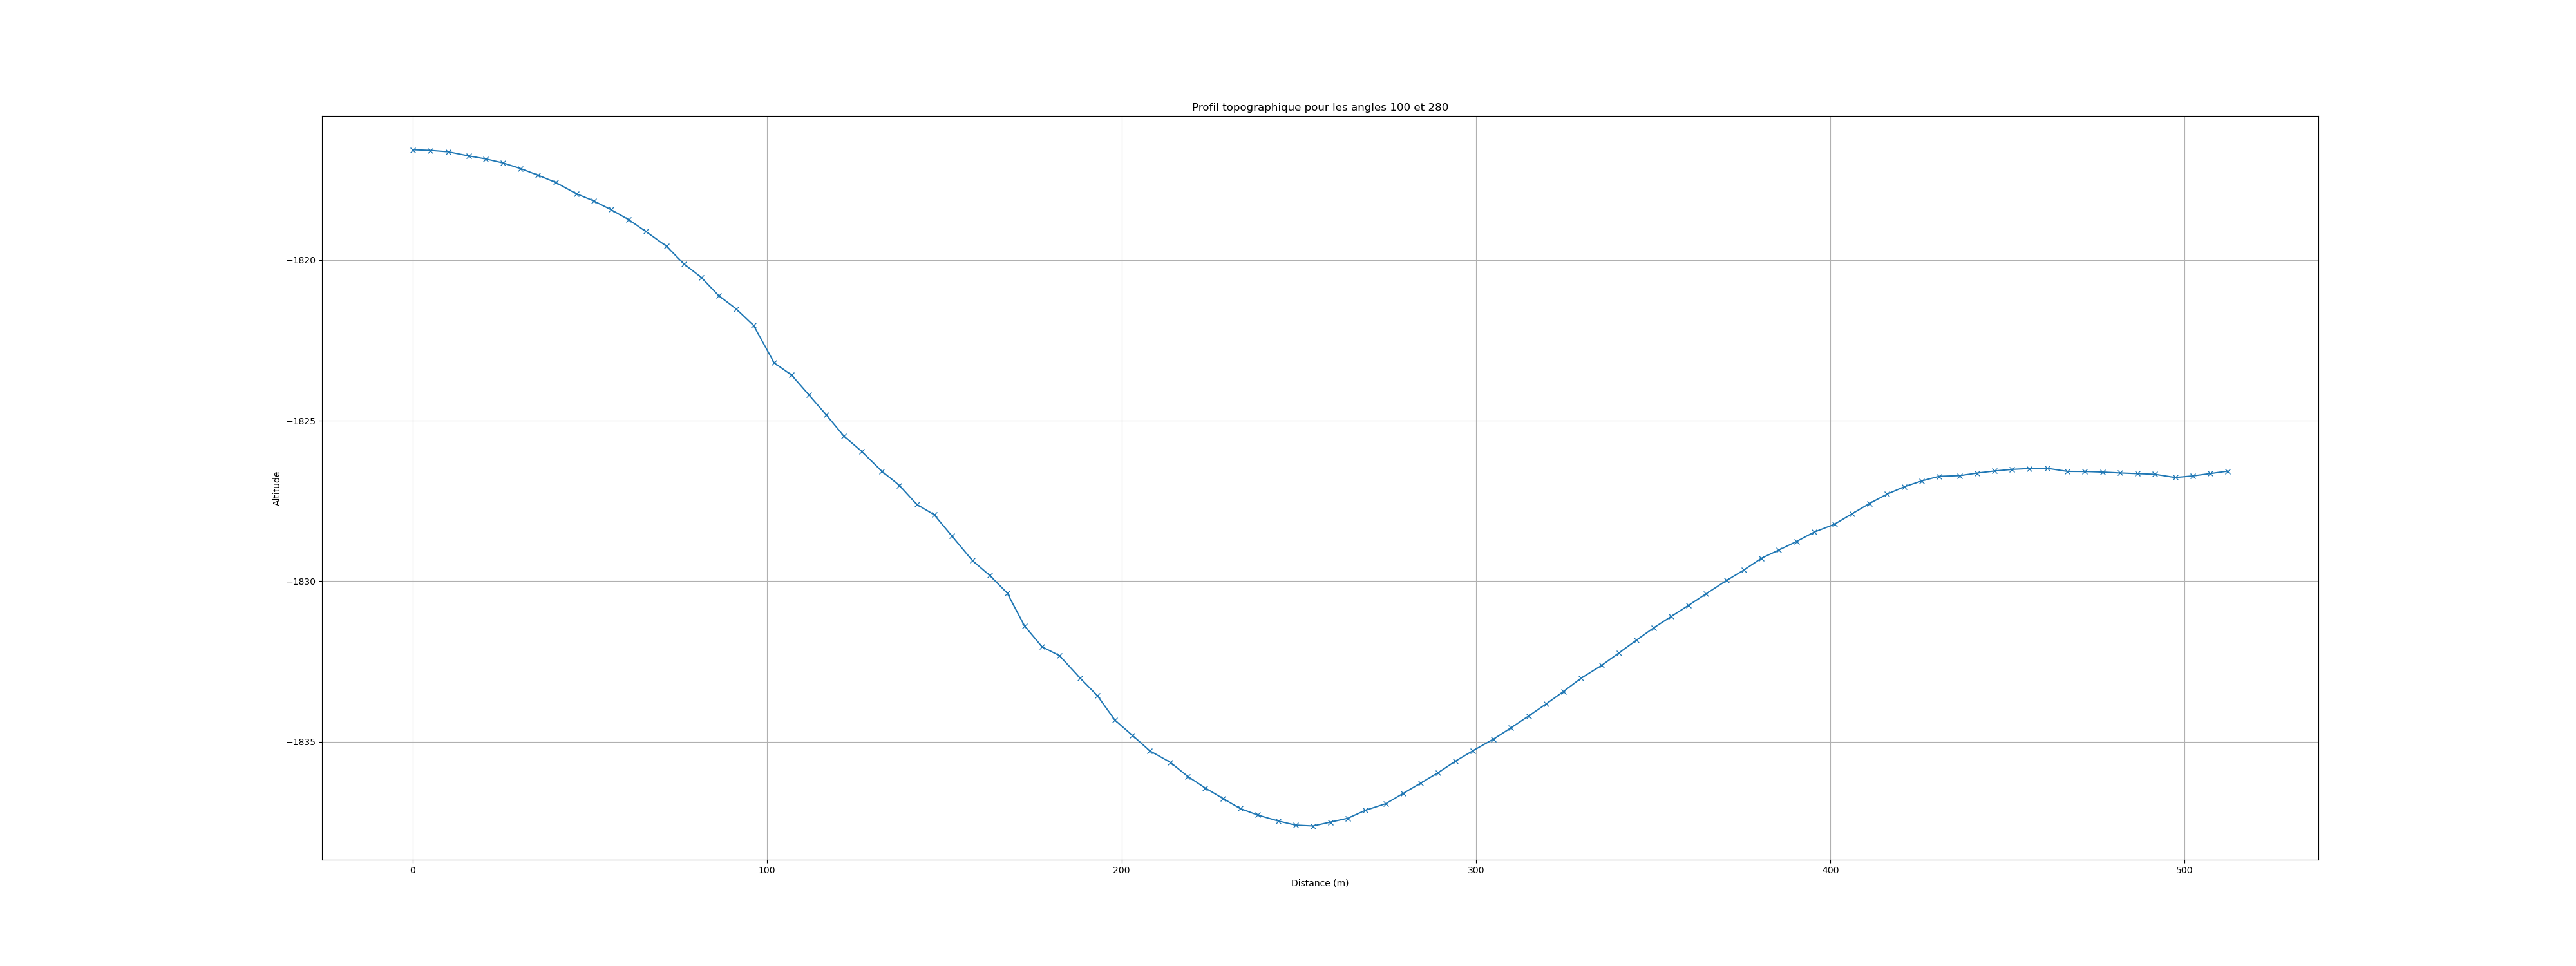 Profil topographique pour les angles 100 et 280
Altitude
−1820
−1825
−1830
−1835
0 100 200 300 400 500
Distance (m)